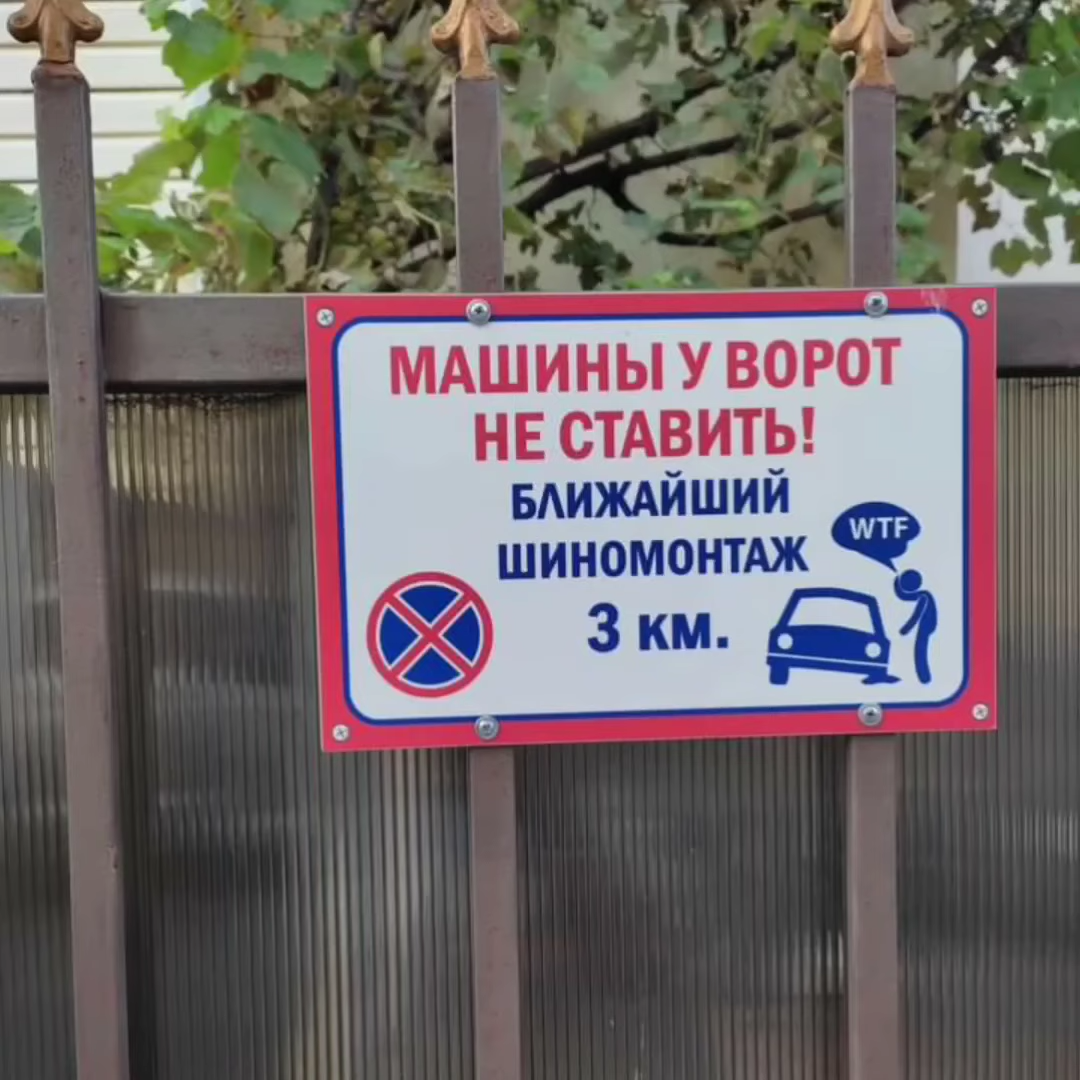 МАШИНЫ У ВОРОТ
НЕ СТАВИТЬ!
БЛИЖАЙШИЙ
ШИНОМОНТАЖ
3 км.
WTF